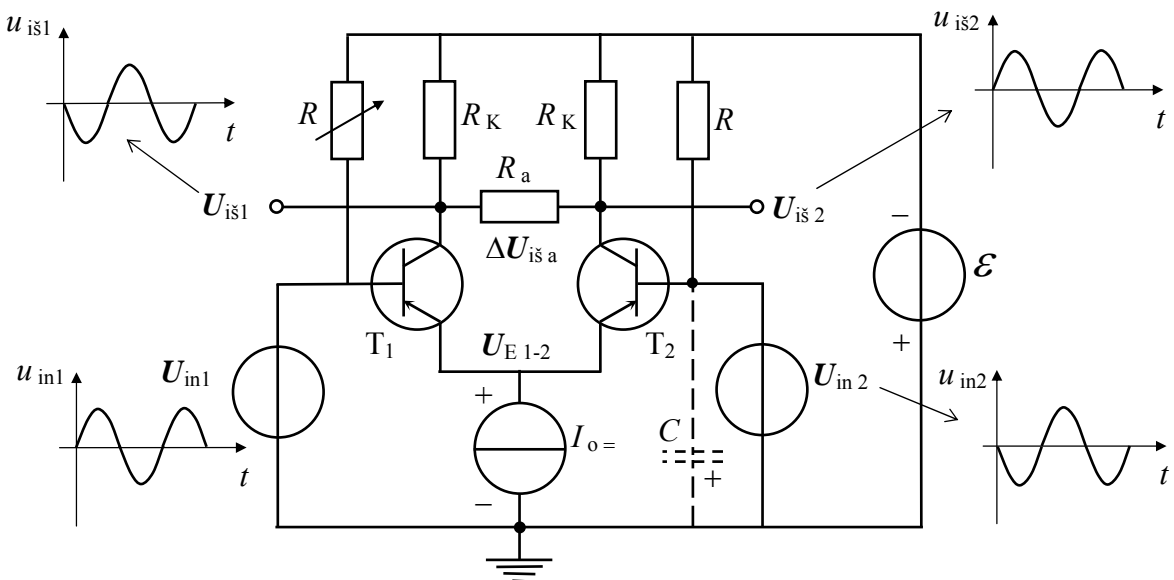 u iš1
t
R
R K
R K
R
R a
u iš2
t
U iš1
ΔU iš a
U iš 2
−
ε
+
T1
U E 1-2
T2
u in1
t
U in1
+
I o =
−
C
+
U in 2
u in2
t